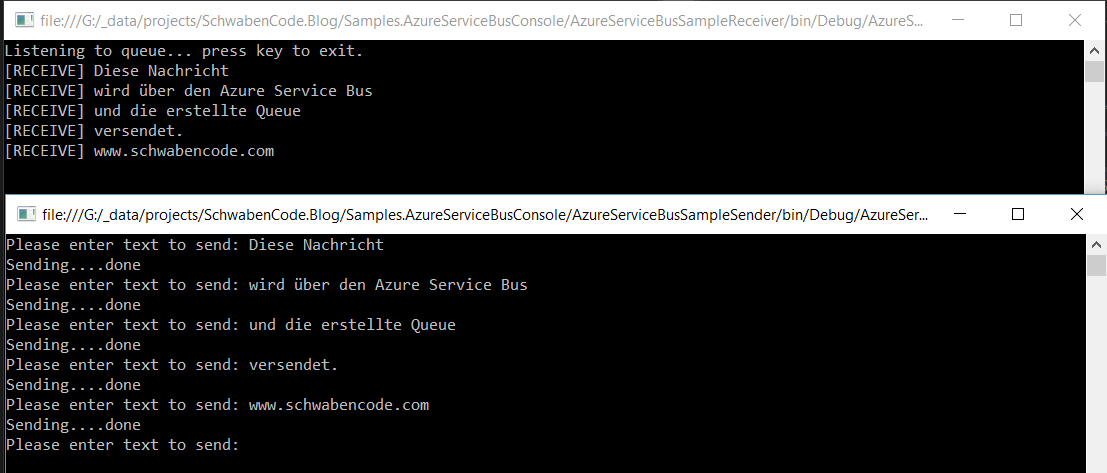 file:///G:/_data/projects/SchwabenCode.Blog/Samples.AzureServiceBusConsole/AzureServiceBusSampleReceiver/bin/Debug/AzureS...
Listening to queue... press key to exit.
[RECEIVE] Diese Nachricht
[RECEIVE] wird über den Azure Service Bus
[RECEIVE] und die erstellte Queue
[RECEIVE] versendet.
[RECEIVE] www.schwabencode.com
file:///G:/_data/projects/SchwabenCode.Blog/Samples.AzureServiceBusConsole/AzureServiceBusSampleSender/bin/Debug/AzureSer...
Please enter text to send: Diese Nachricht
Sending....done
Please enter text to send: wird über den Azure Service Bus
Sending....done
Please enter text to send: und die erstellte Queue
Sending....done
Please enter text to send: versendet.
Sending....done
Please enter text to send: www.schwabencode.com
Sending....done
Please enter text to send: